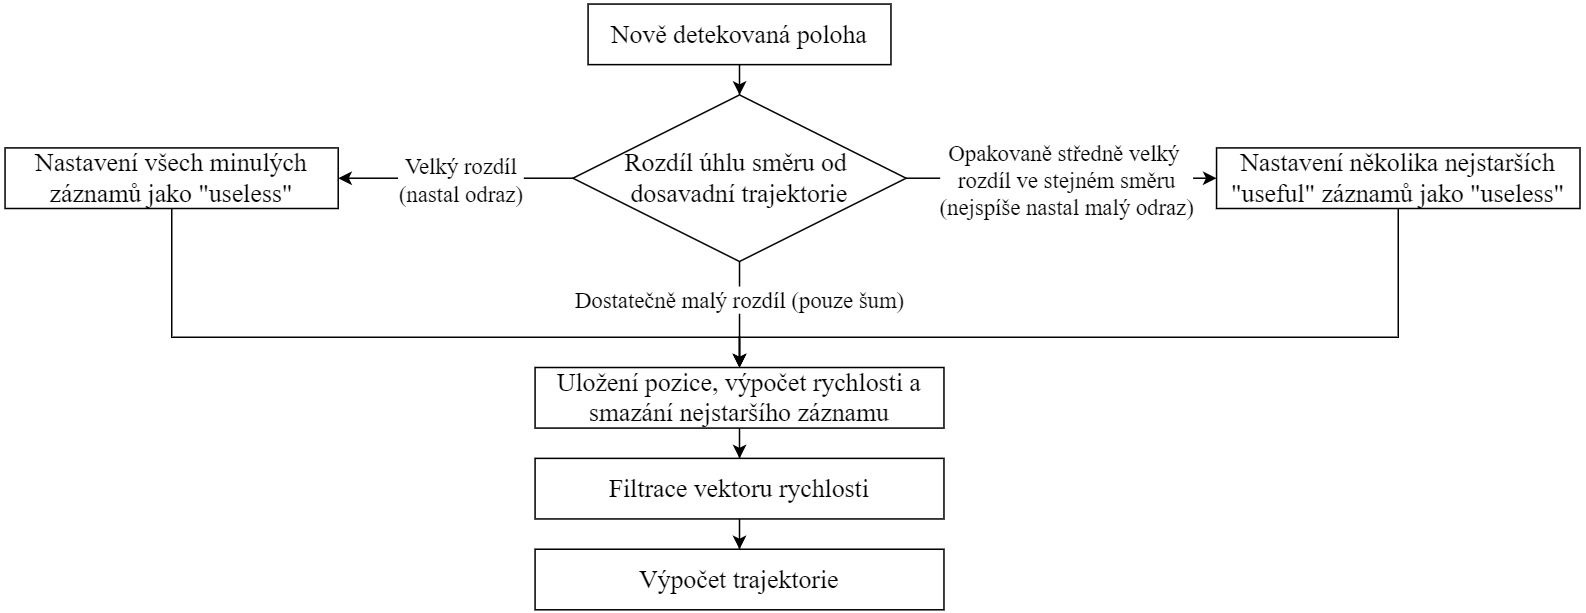 Nově detekovaná poloha
Rozdíl úhlu směru od
dosavadní trajektorie
Velký rozdíl
(nastal odraz)
Nastavení všech minulých
záznamů jako "useless"
Opakovaně středně velký
rozdíl ve stejném směru
(nejspíše nastal malý odraz)
Nastavení několika nejstarších
"useful" záznamů jako "useless"
Dostatečně malý rozdíl (pouze šum)
Uložení pozice, výpočet rychlosti a
smazání nejstaršího záznamu
Filtrace vektoru rychlosti
Výpočet trajektorie